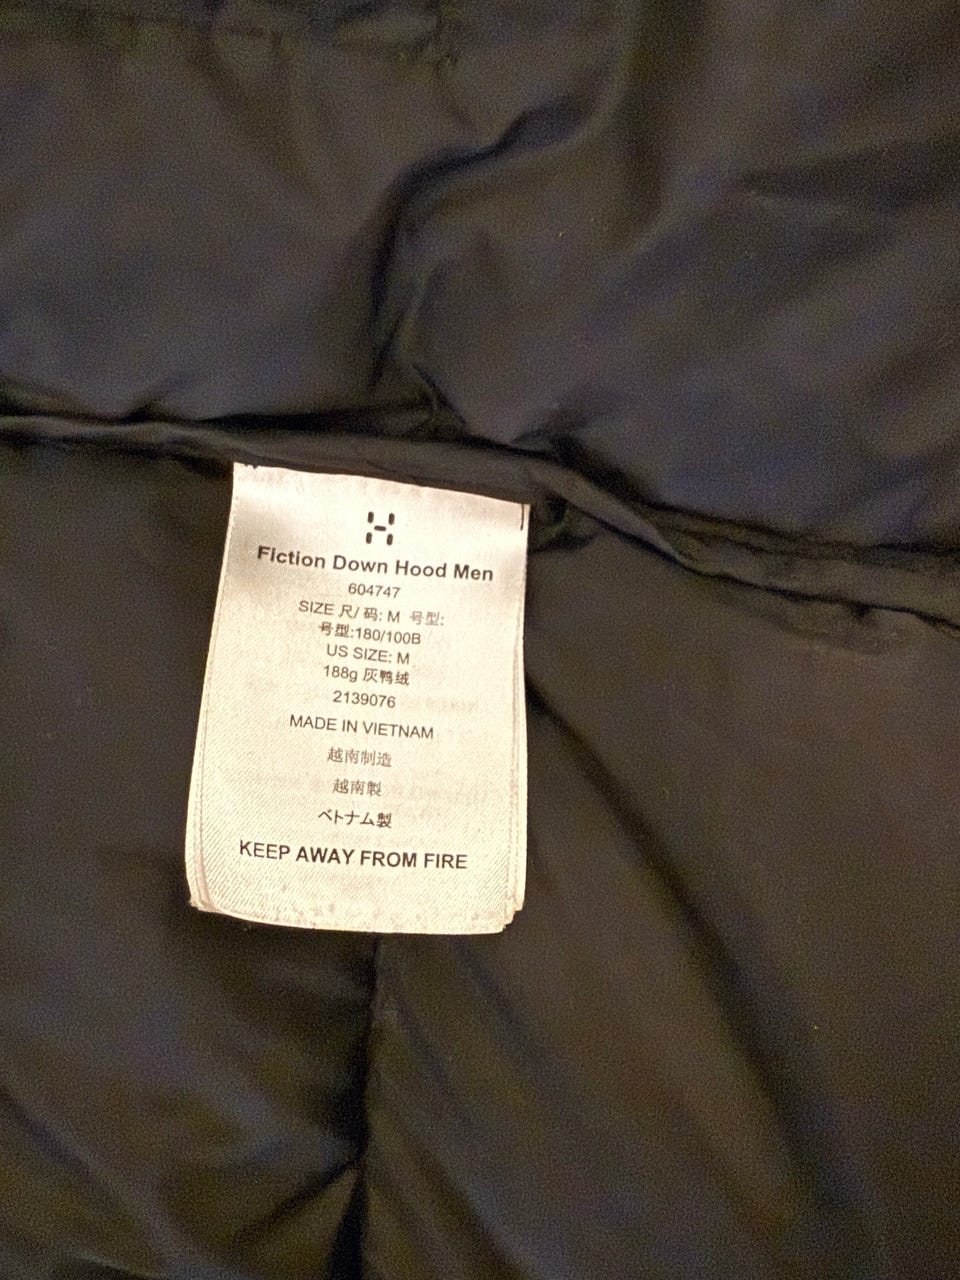 Fiction Down Hood Men
604747
SIZE 尺/ 码: M 号型:
号型:180/100B
US SIZE: M
188g 灰鸭绒
2139076
MADE IN VIETNAM
越南制造
越南製
ベトナム製
KEEP AWAY FROM FIRE